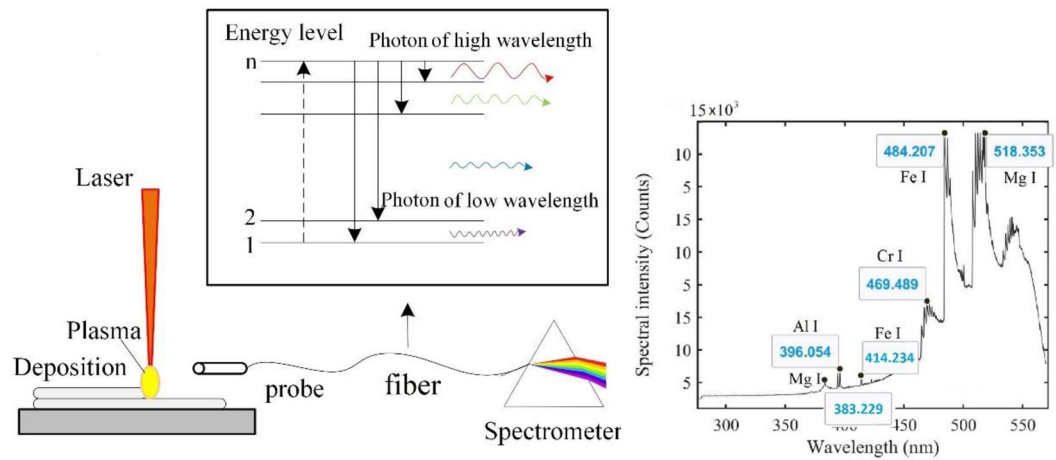 Energy level
Photon of high wavelength
n
Photon of low wavelength
2
1
Laser
Plasma
Deposition
probe
fiber
Spectrometer
15×10³
10
5
15
10
15
10
5
Spectral intensity (Counts)
484.207
Fe I
518.353
Mg I
Cr I
469.489
Al I
396.054
Fe I
414.234
Mg I
383.229
300
350
450
500
550
Wavelength (nm)